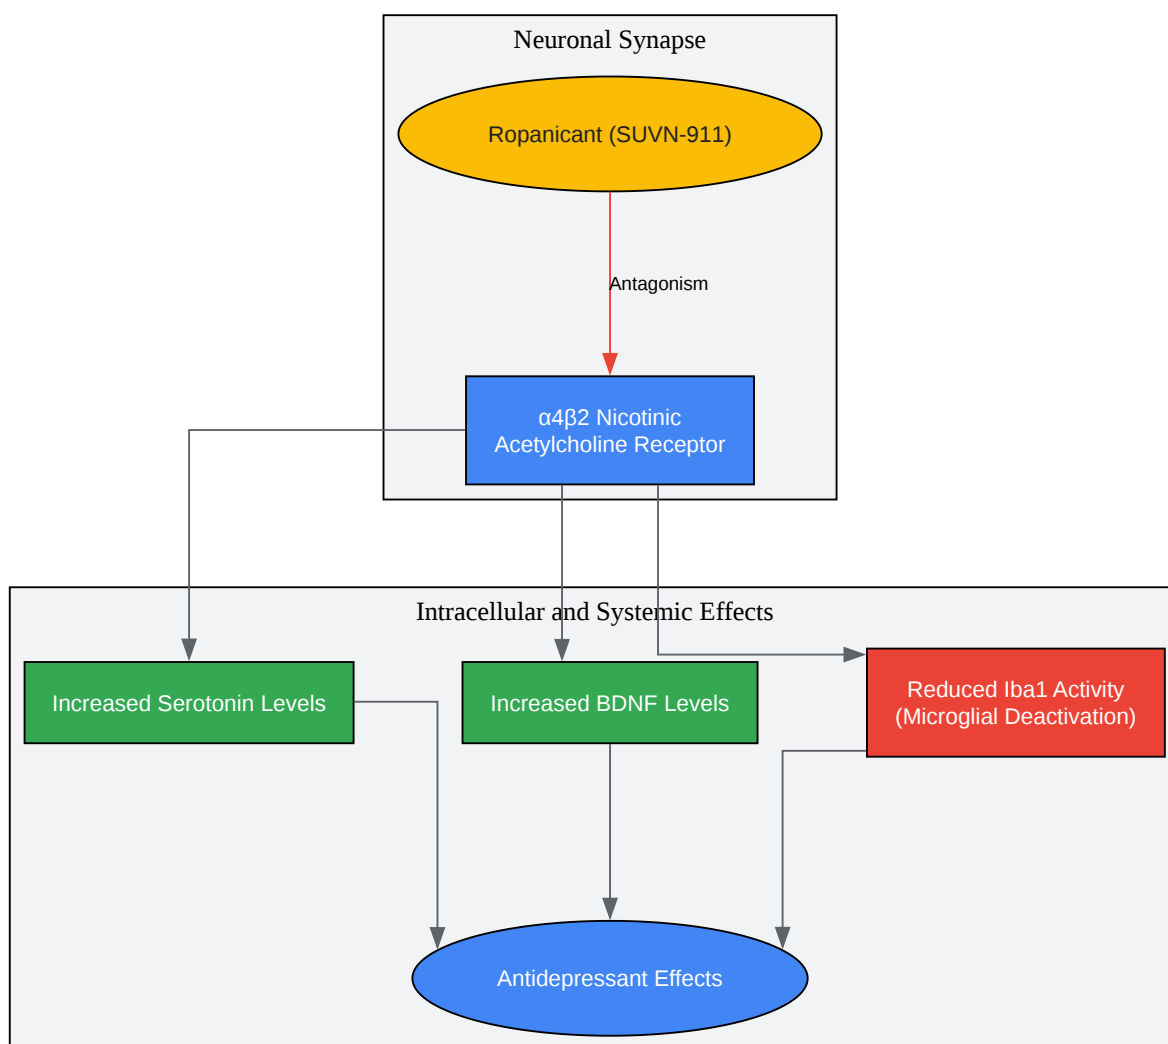 Neuronal Synapse
Ropanicant (SUVN-911)
Antagonism
α4β2 Nicotinic
Acetylcholine Receptor
Intracellular and Systemic Effects
Increased Serotonin Levels
Increased BDNF Levels
Reduced Iba1 Activity
(Microglial Deactivation)
Antidepressant Effects